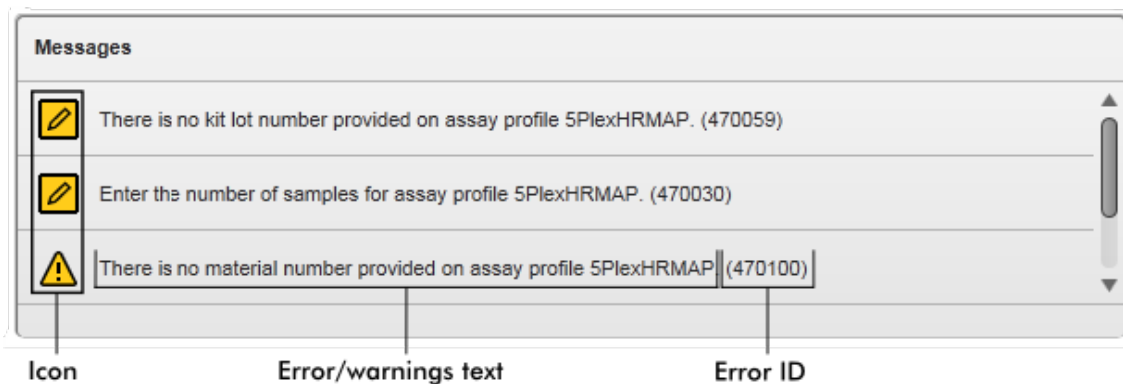 Messages
There is no kit lot number provided on assay profile 5PlexHRMAP. (470059)
Enter the number of samples for assay profile 5PlexHRMAP. (470030)
There is no material number provided on assay profile 5PlexHRMAP. (470100)
Icon Error/warnings text Error ID